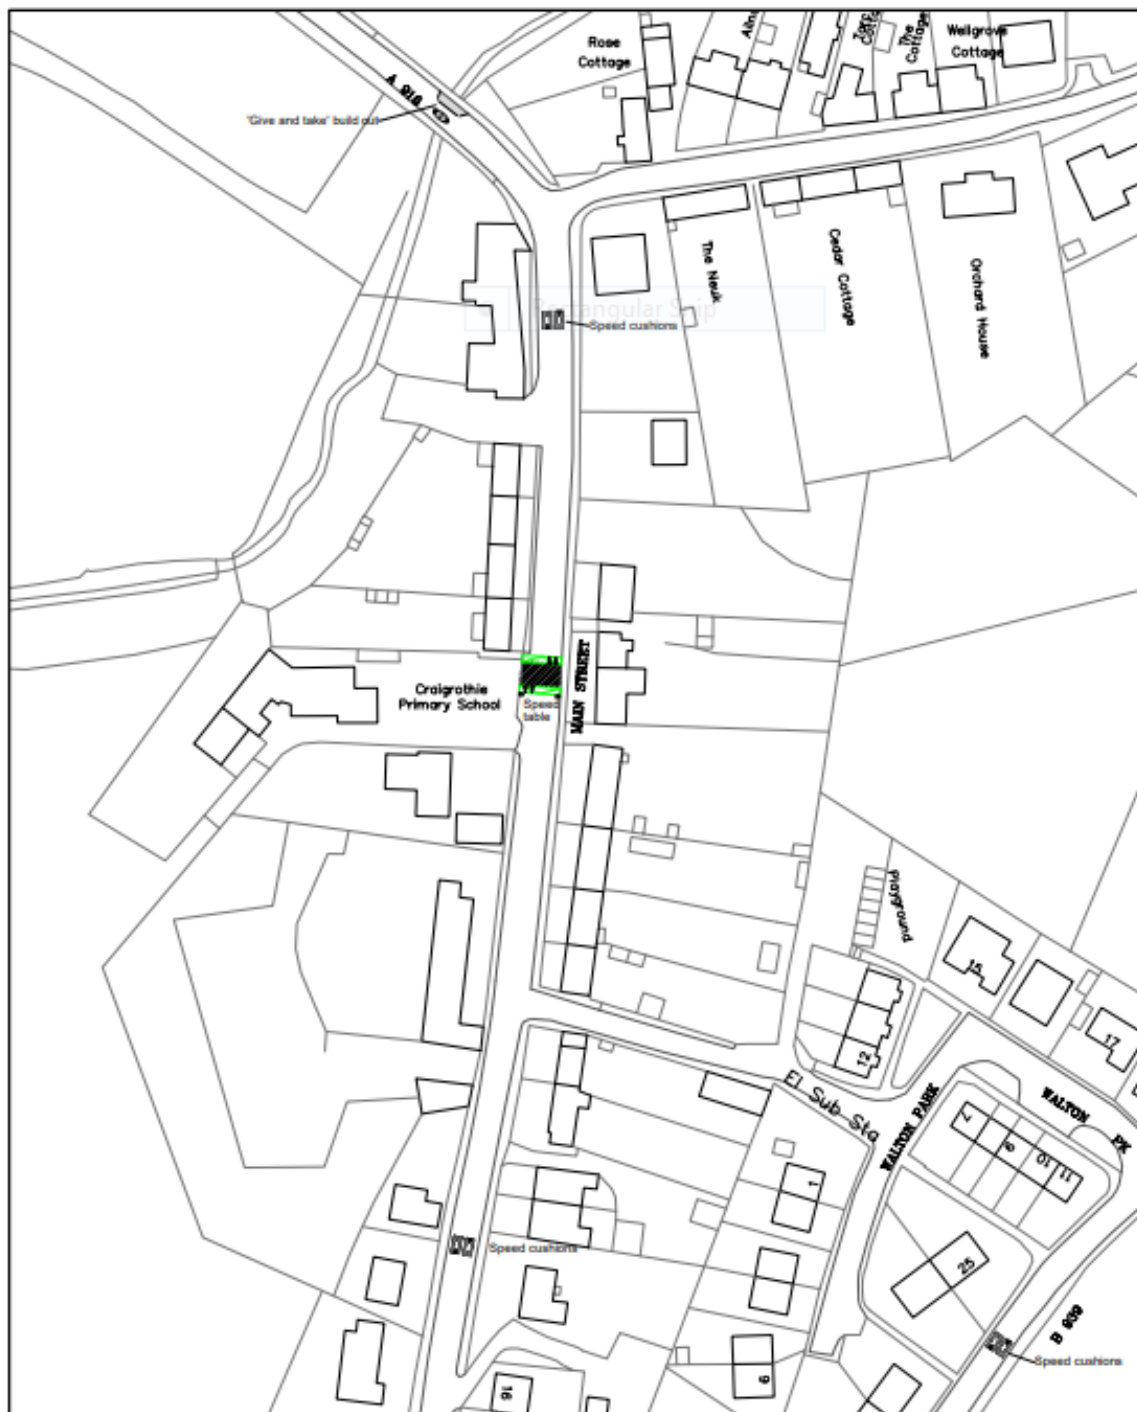 Rose
Cottage
The
Cottage
Wellgrove
Cottage
A 916
'Give and take' build out
The Neuk
Cedar Cottage
Orchard House
Rectangular Snip
Speed cushions
MAIN STREET
Craigrothie
Primary School
Speed
table
Playground
15
17
12
El Sub Sta
WALTON PARK
WALTON PK
7
9
10
11
1
25
Speed cushions
B 939
Speed cushions
9
16